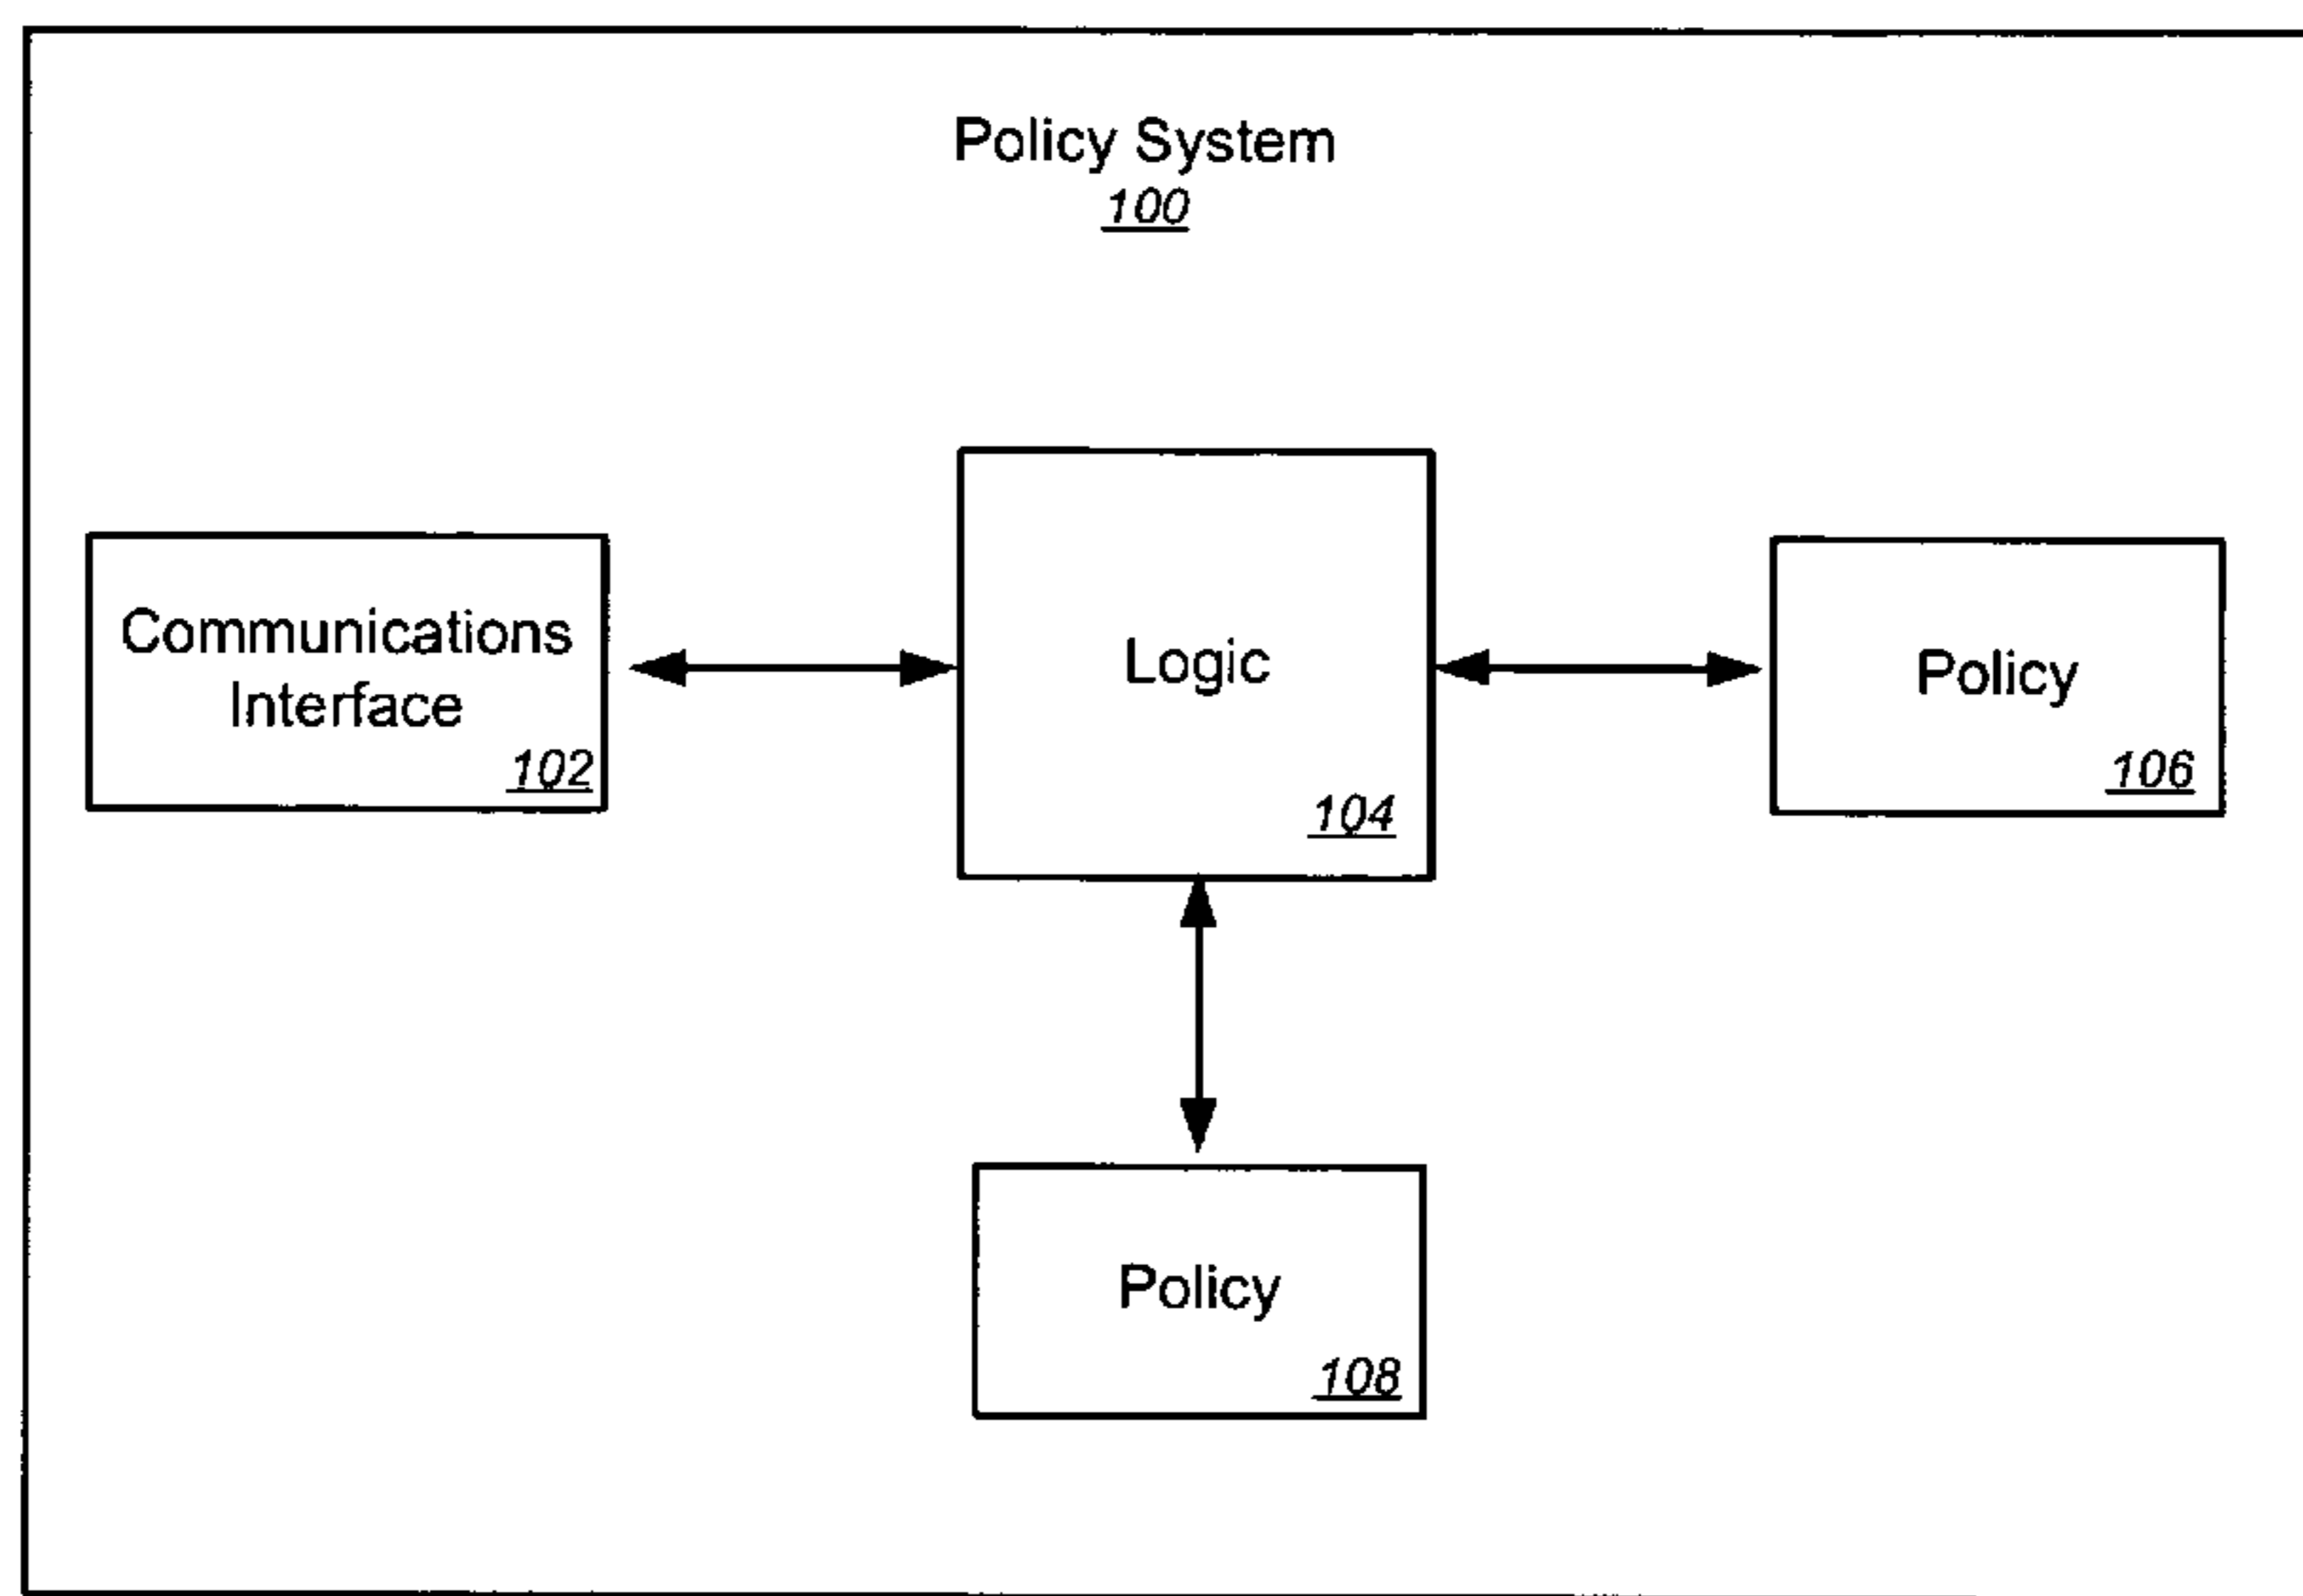 Policy System
100
Communications
Interface
102
Logic
104
Policy
106
Policy
108